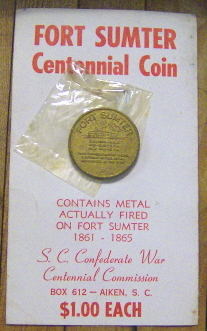 FORT SUMTER
Centennial Coin
FORT SUMTER
CONTAINS METAL
ACTUALLY FIRED
ON FORT SUMTER
1861 - 1865
S. C. Confederate War
Centennial Commission
BOX 612 — AIKEN, S. C.
$1.00 EACH